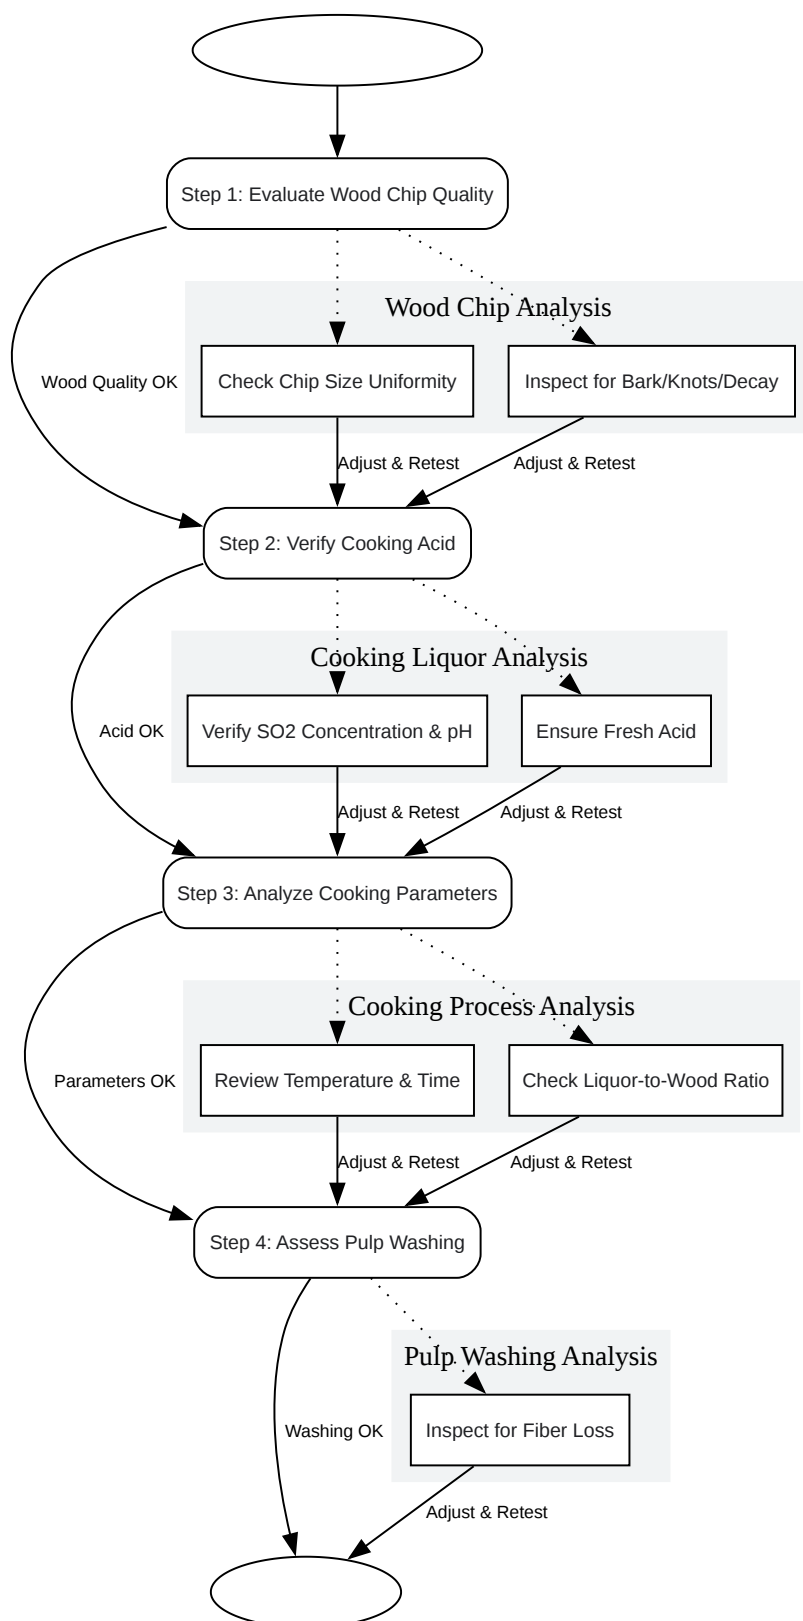 Step 1: Evaluate Wood Chip Quality
Wood Chip Analysis
Wood Quality OK
Check Chip Size Uniformity
Inspect for Bark/Knots/Decay
Adjust & Retest
Adjust & Retest
Step 2: Verify Cooking Acid
Cooking Liquor Analysis
Acid OK
Verify SO2 Concentration & pH
Ensure Fresh Acid
Adjust & Retest
Adjust & Retest
Step 3: Analyze Cooking Parameters
Cooking Process Analysis
Parameters OK
Review Temperature & Time
Check Liquor-to-Wood Ratio
Adjust & Retest
Adjust & Retest
Step 4: Assess Pulp Washing
Pulp Washing Analysis
Washing OK
Inspect for Fiber Loss
Adjust & Retest